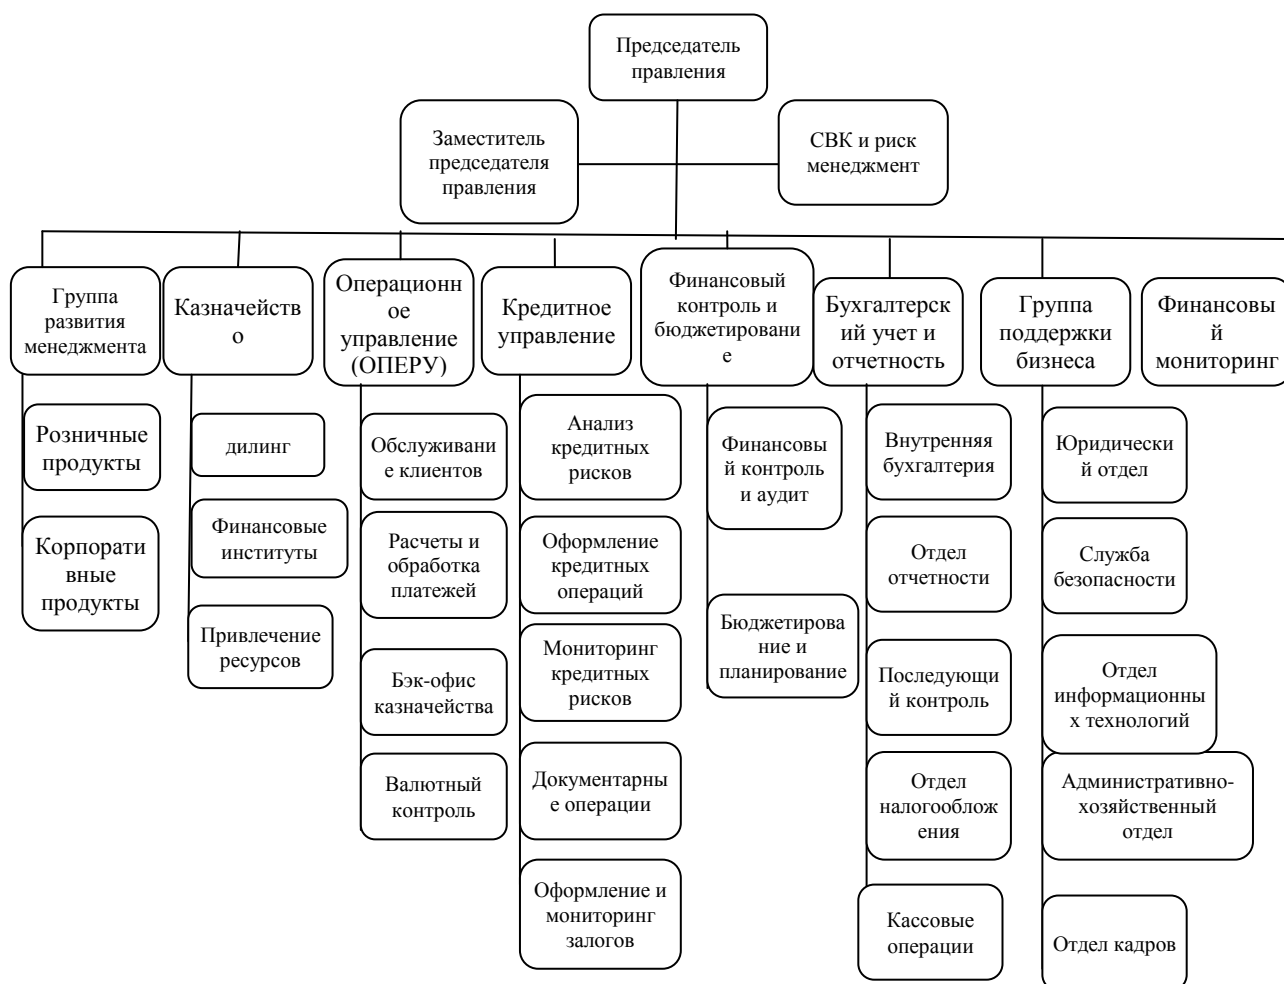 Председатель
правления
Заместитель
председателя
правления
СВК и риск
менеджмент
Группа
развития
менеджмента
Казначейств
о
Операционн
ое
управление
(ОПЕРУ)
Кредитное
управление
Финансовый
контроль и
бюджетировани
е
Бухгалтерск
ий учет и
отчетность
Группа
поддержки
бизнеса
Финансовы
й
мониторинг
Розничные
продукты
Корпорати
вные
продукты
дилинг
Финансовые
институты
Привлечение
ресурсов
Обслуживани
е клиентов
Расчеты и
обработка
платежей
Бэк-офис
казначейства
Валютный
контроль
Анализ
кредитных
рисков
Оформление
кредитных
операций
Мониторинг
кредитных
рисков
Документарны
е операции
Оформление и
мониторинг
залогов
Финансовы
й контроль
и аудит
Бюджетирова
ние и
планирование
Внутренняя
бухгалтерия
Отдел
отчетности
Последующи
й контроль
Отдел
налогооблож
ения
Кассовые
операции
Юридически
й отдел
Служба
безопасности
Отдел
информационны
х технологий
Административно-
хозяйственный
отдел
Отдел кадров